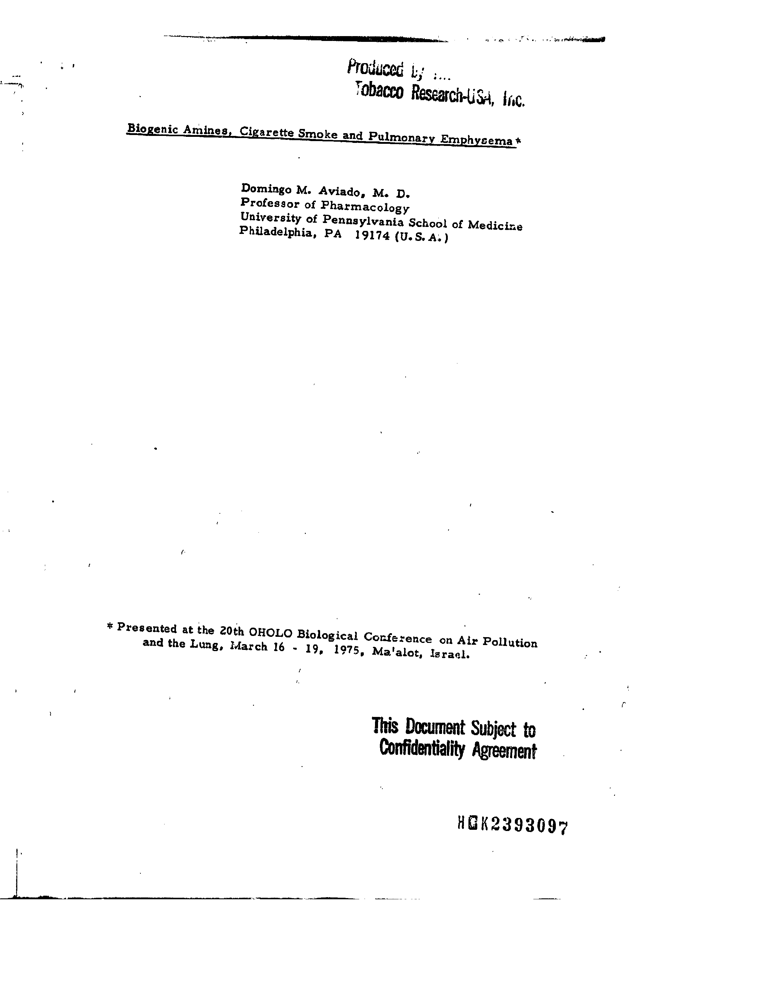 Produced by
Tobacco Research-USA, Inc.
Biogenic Amines, Cigarette Smoke and Pulmonary Emphysema*
Domingo M. Aviado, M. D.
Professor of Pharmacology
University of Pennsylvania School of Medicine
Philadelphia, PA 19174 (U.S.A.)
* Presented at the 20th OHOLO Biological Conference on Air Pollution
and the Lung, March 16 - 19, 1975, Ma'alot, Israel.
This Document Subject to
Confidentiality Agreement
HGK2393097